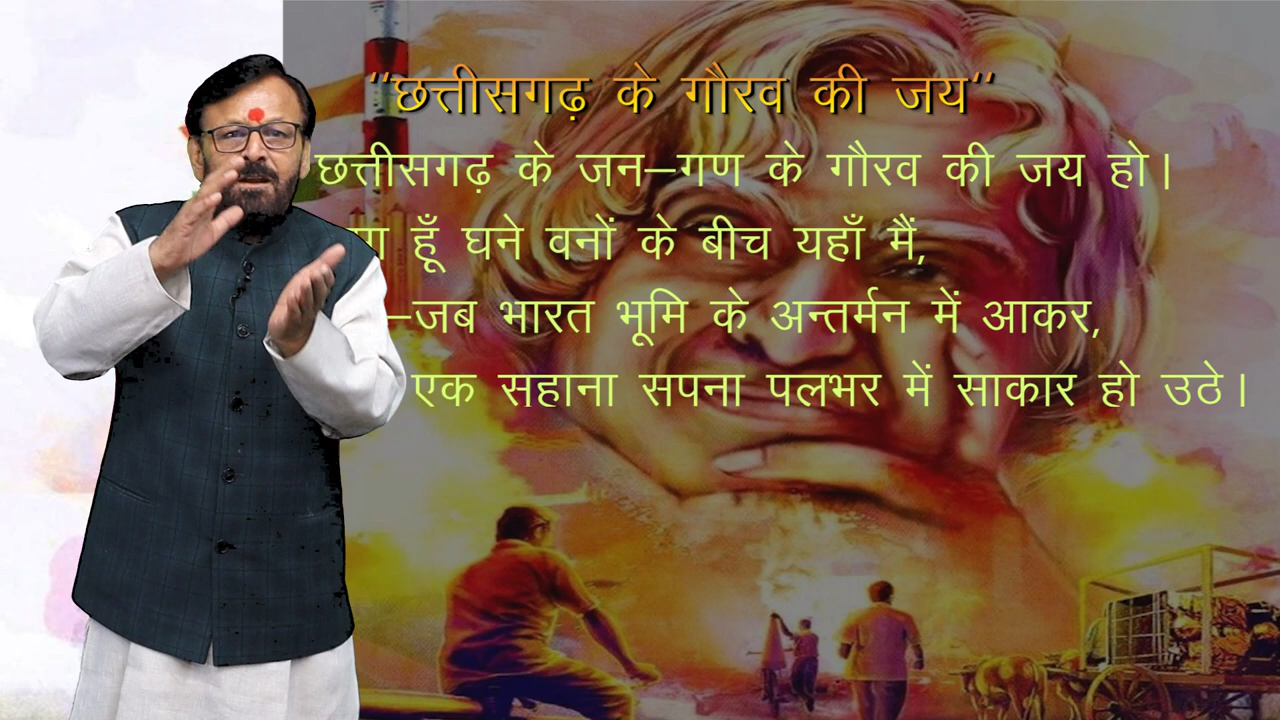 "छत्तीसगढ़ के गौरव की जय"
छत्तीसगढ़ के जन–गण के गौरव की जय हो।
हूँ घने वनों के बीच यहाँ मैं,
–जब भारत भूमि के अन्तर्मन में आकर,
एक सहाना सपना पलभर में साकार हो उठे।